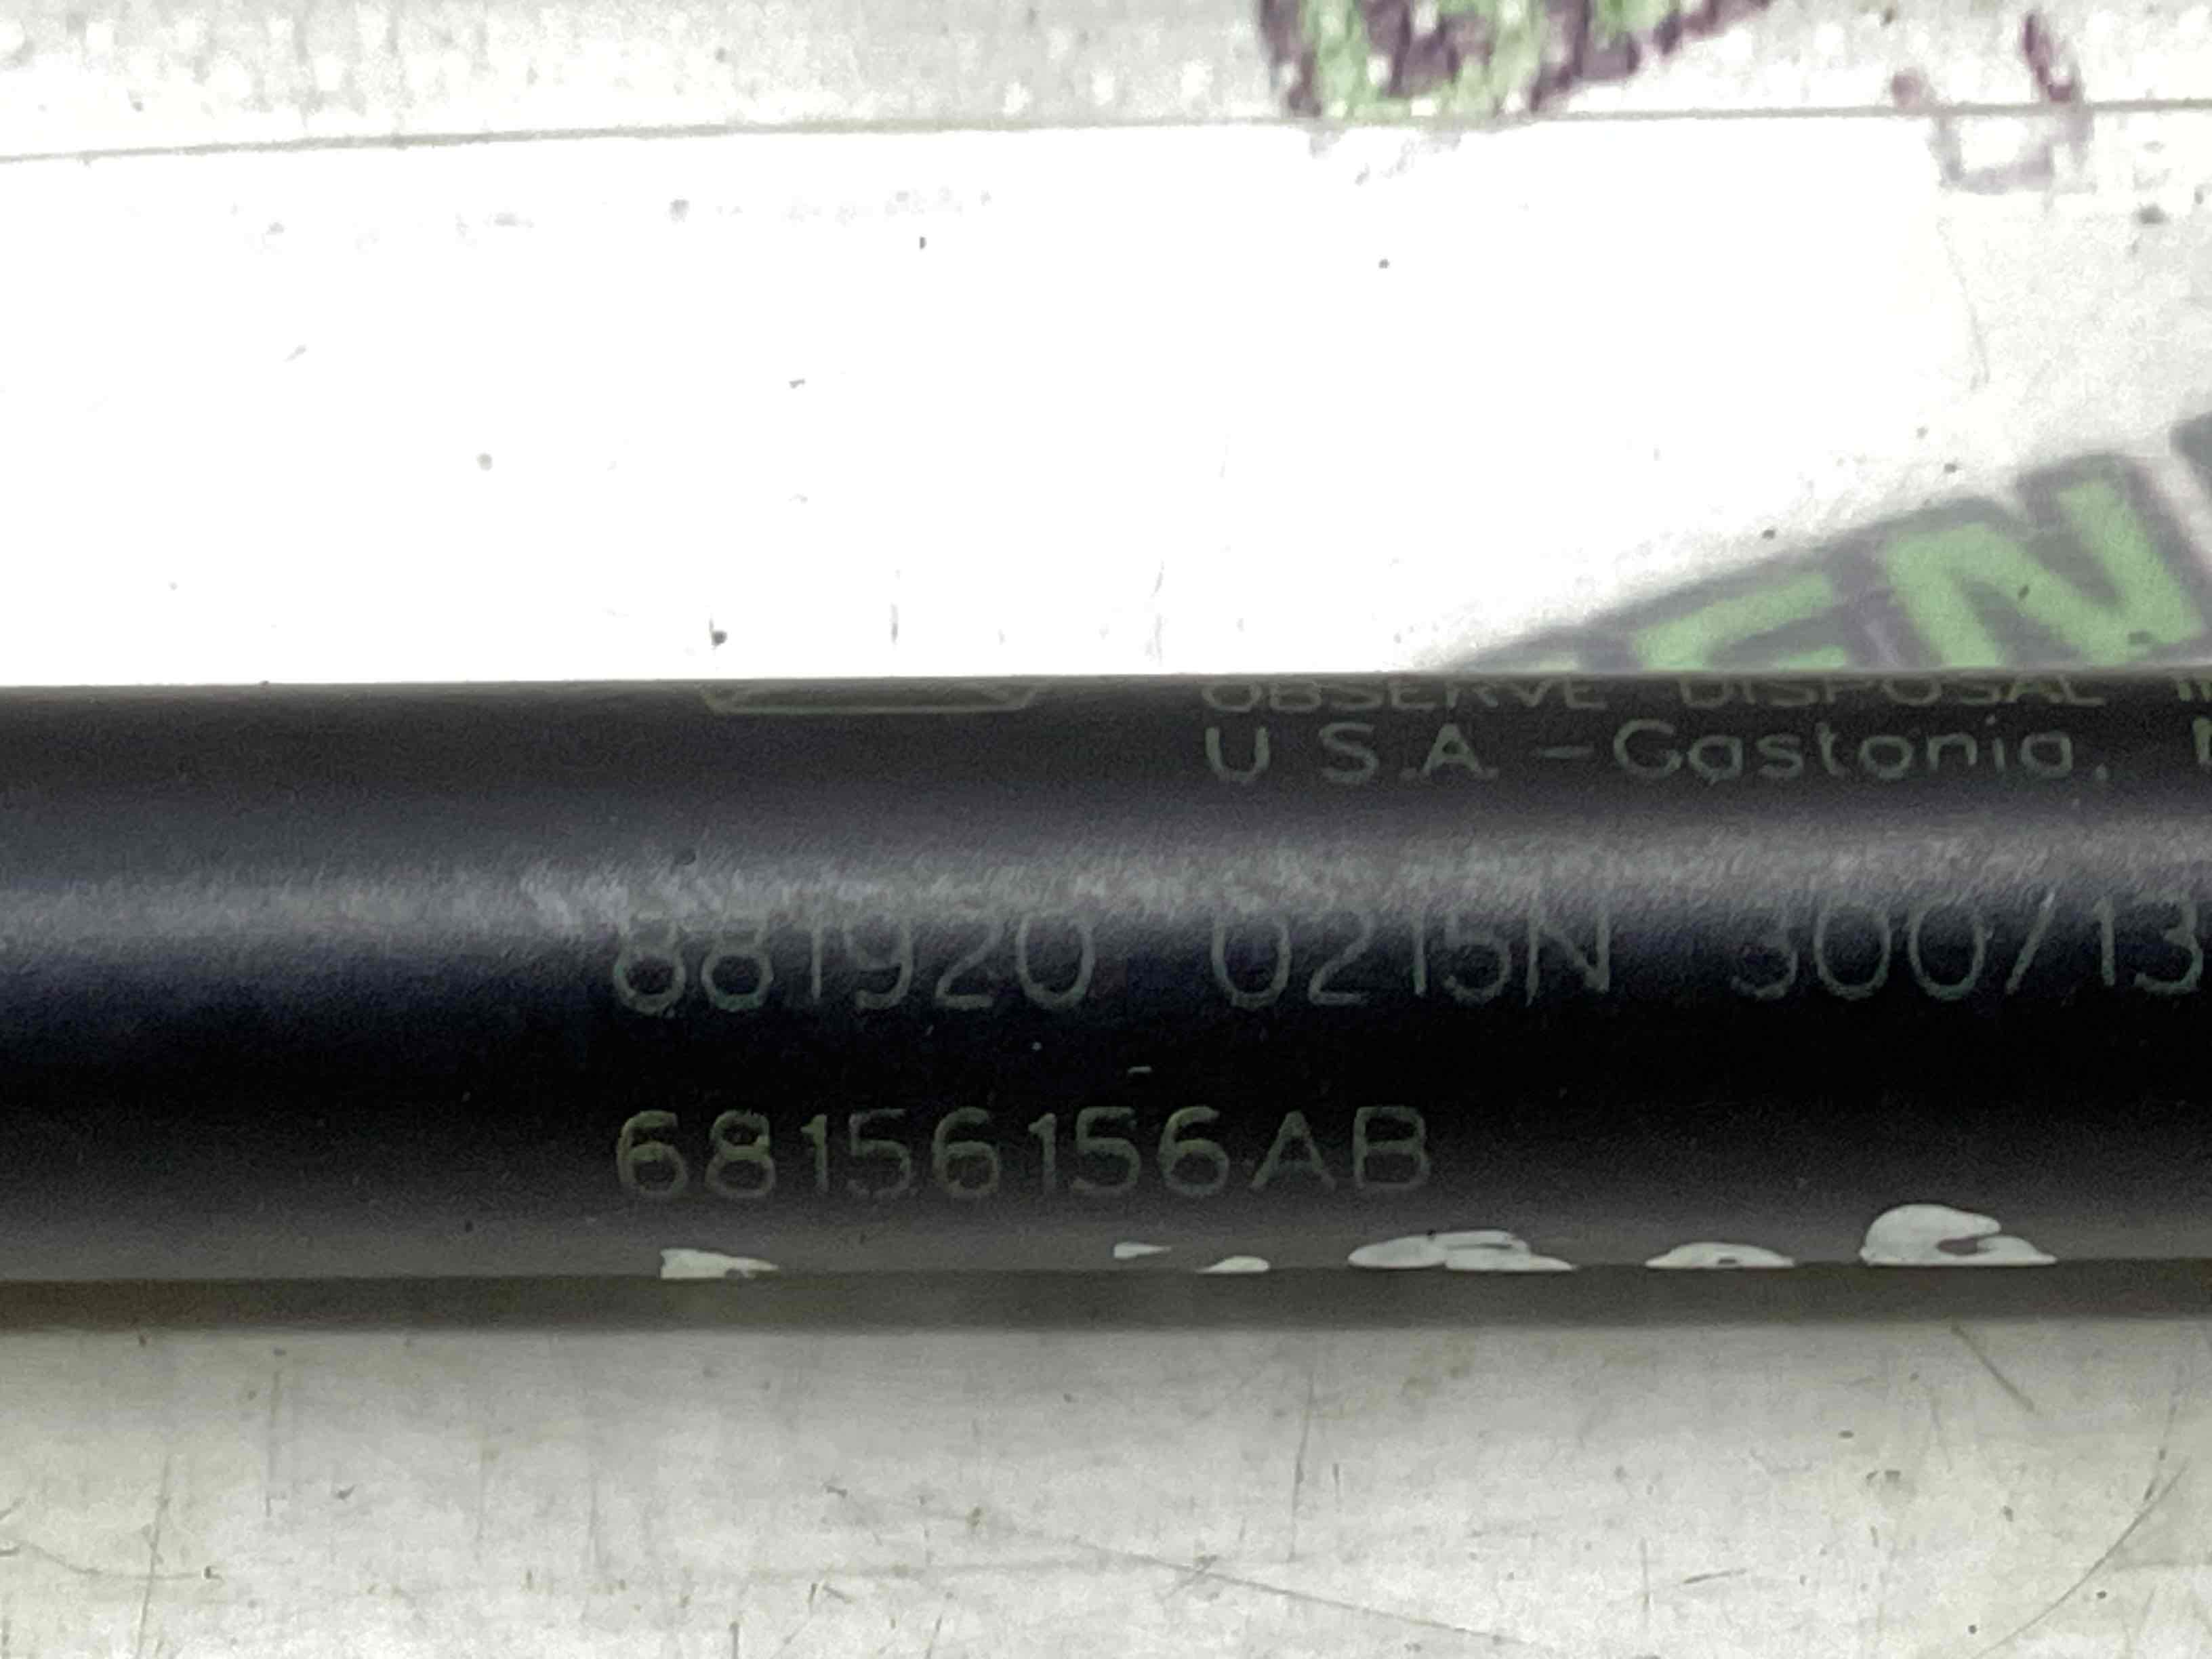 OBSERVE DISPOSAL
U.S.A. - Gastonia,
881920 0215N 300/13
68156156AB